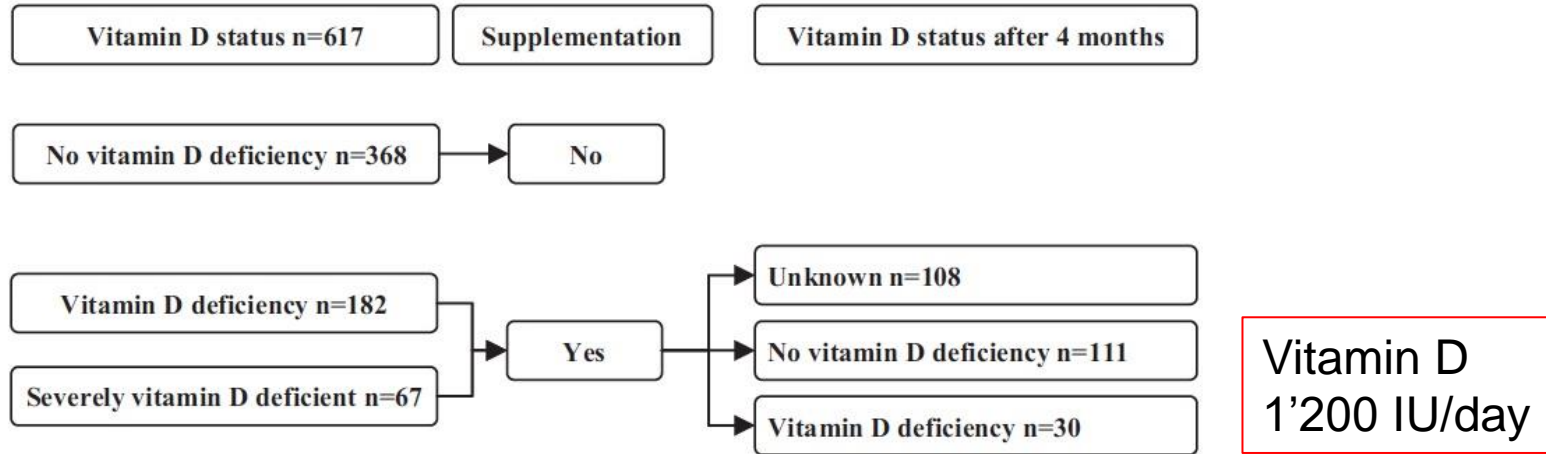 Vitamin D status n=617
Supplementation
Vitamin D status after 4 months
No vitamin D deficiency n=368
No
Vitamin D deficiency n=182
Severely vitamin D deficient n=67
Yes
Unknown n=108
No vitamin D deficiency n=111
Vitamin D deficiency n=30
Vitamin D
1’200 IU/day